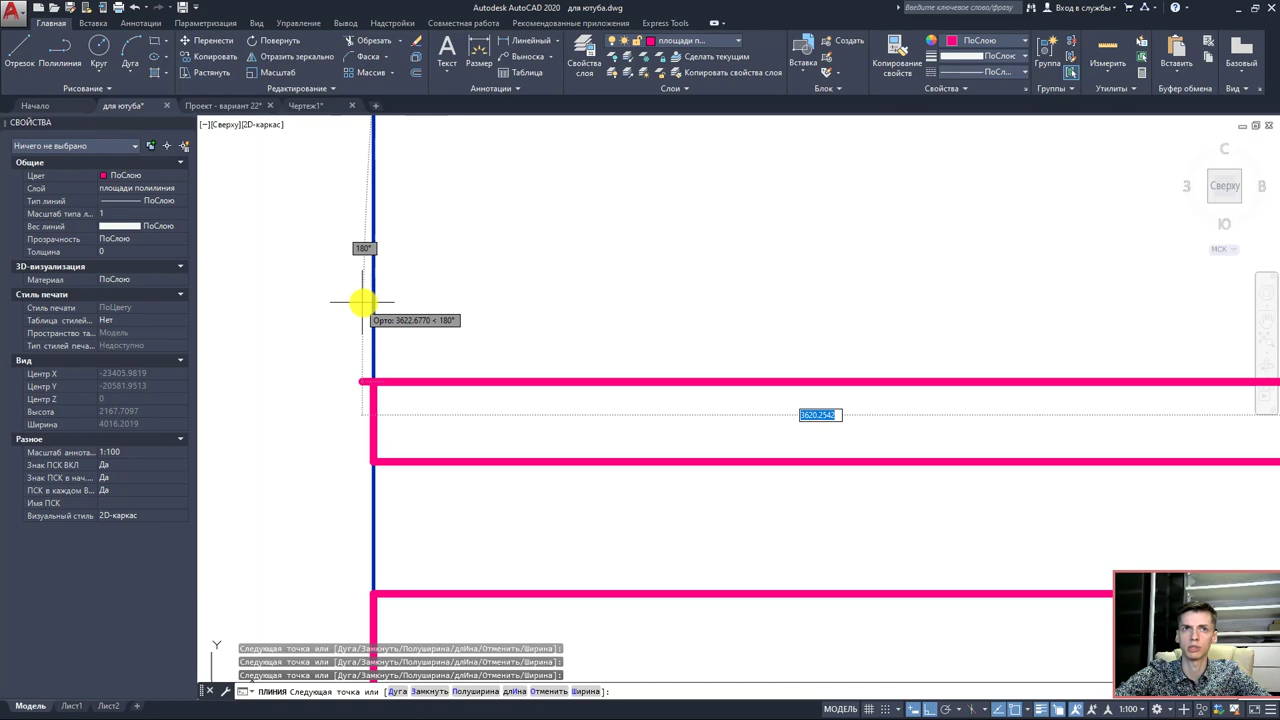 Autodesk AutoCAD 2021 для ютуба.dwg
Введите ключевое слово/фразу
Вход в службы
Главная Вставка Аннотации Параметризация Вид Управление Вывод Надстройки Совместная работа Рекомендованные приложения Express Tools
Отрезок Полилиния Круг Дуга
Перенести Повернуть Обрезать
Копировать Отразить зеркально Фаска
Растянуть Масштаб Массив
Текст Размер
Линейный
Выноска
Таблица
Свойства слоя
площади п...
Сделать текущим
Копировать свойства слоя
Вставка
Создать
Копирование свойств
ПоСлою
ПоСлою
ПоСл...
Группа Измерить Вставить Базовый
Рисование Редактирование Аннотации Слои Блок Свойства Группы Утилиты Буфер обмена Вид
Начало для ютуба* Проект - вариант 22* Чертеж1*
СВОЙСТВА
[−][Сверху][2D-каркас]
Ничего не выбрано
Общие
Цвет ПоСлою
Слой площади полилиния
Тип линий ПоСлою
Масштаб типа л... 1
Вес линий ПоСлою
Прозрачность ПоСлою
Толщина 0
3D-визуализация
Материал ПоСлою
Стиль печати
Стиль печати ПоЦвету
Таблица стилей... Нет
Пространство та... Модель
Тип стилей пече... Недоступно
Вид
Центр X -23405.9819
Центр Y -20581.9513
Центр Z 0
Высота 2167.7097
Ширина 4016.2019
Разное
Масштаб аннота... 1:100
Знак ПСК ВКЛ Да
Знак ПСК в нач.... Да
ПСК в каждом В... Да
Имя ПСК
Визуальный стиль 2D-каркас
С
З Сверху В
Ю
МСК
180°
Орто: 3622.6770 < 180°
3620.2542
Y
Следующая точка или [Дуга/Замкнуть/Полуширина/длИна/Отменить/Ширина]:
Следующая точка или [Дуга/Замкнуть/Полуширина/длИна/Отменить/Ширина]:
Следующая точка или [Дуга/Замкнуть/Полуширина/длИна/Отменить/Ширина]:
ПЛИНИЯ Следующая точка или [Дуга Замкнуть Полуширина длИна Отменить Ширина]:
Модель Лист1 Лист2
МОДЕЛЬ 1:100